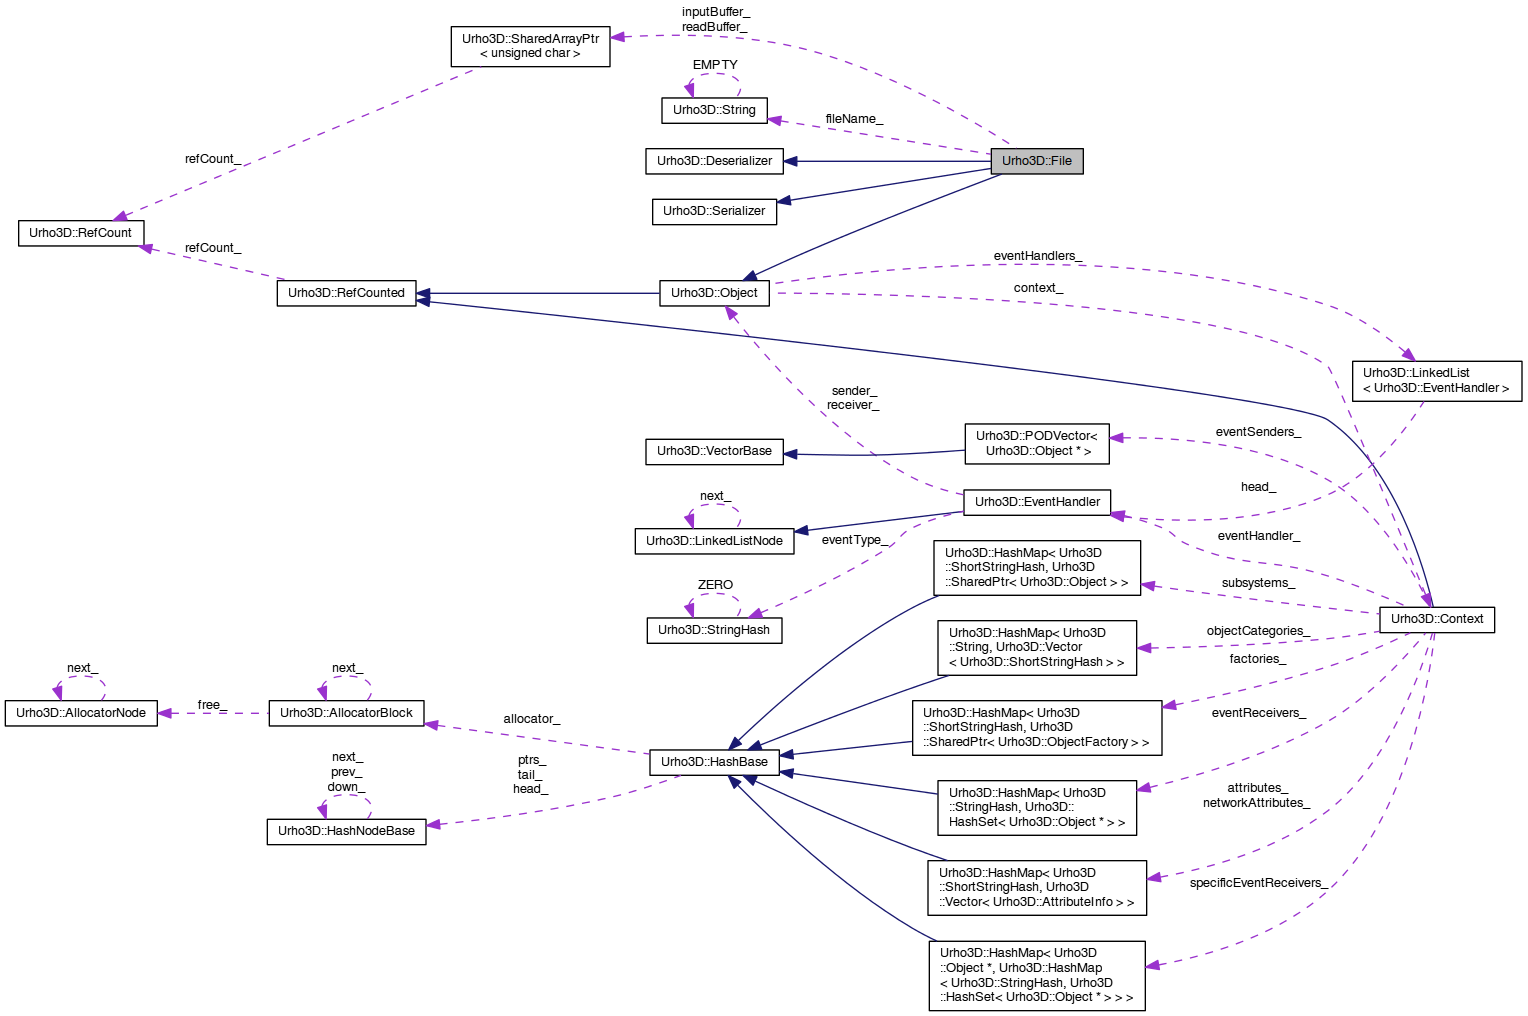 inputBuffer_
readBuffer_
Urho3D::SharedArrayPtr
< unsigned char >
EMPTY
Urho3D::String
fileName_
Urho3D::Deserializer
Urho3D::File
refCount_
Urho3D::Serializer
Urho3D::RefCount
refCount_
eventHandlers_
Urho3D::RefCounted
Urho3D::Object
context_
Urho3D::LinkedList
< Urho3D::EventHandler >
sender_
receiver_
Urho3D::VectorBase
Urho3D::PODVector<
Urho3D::Object * >
eventSenders_
head_
next_
Urho3D::EventHandler
Urho3D::LinkedListNode
eventType_
eventHandler_
Urho3D::HashMap< Urho3D
::ShortStringHash, Urho3D
::SharedPtr< Urho3D::Object > >
subsystems_
ZERO
Urho3D::StringHash
Urho3D::Context
Urho3D::HashMap< Urho3D
::String, Urho3D::Vector
< Urho3D::ShortStringHash > >
objectCategories_
factories_
next_
next_
Urho3D::AllocatorNode
free_
Urho3D::AllocatorBlock
allocator_
Urho3D::HashMap< Urho3D
::ShortStringHash, Urho3D
::SharedPtr< Urho3D::ObjectFactory > >
eventReceivers_
Urho3D::HashBase
next_
prev_
down_
ptrs_
tail_
head_
Urho3D::HashNodeBase
Urho3D::HashMap< Urho3D
::StringHash, Urho3D::
HashSet< Urho3D::Object * > >
attributes_
networkAttributes_
Urho3D::HashMap< Urho3D
::ShortStringHash, Urho3D
::Vector< Urho3D::AttributeInfo > >
specificEventReceivers_
Urho3D::HashMap< Urho3D
::Object *, Urho3D::HashMap
< Urho3D::StringHash, Urho3D
::HashSet< Urho3D::Object * > > >